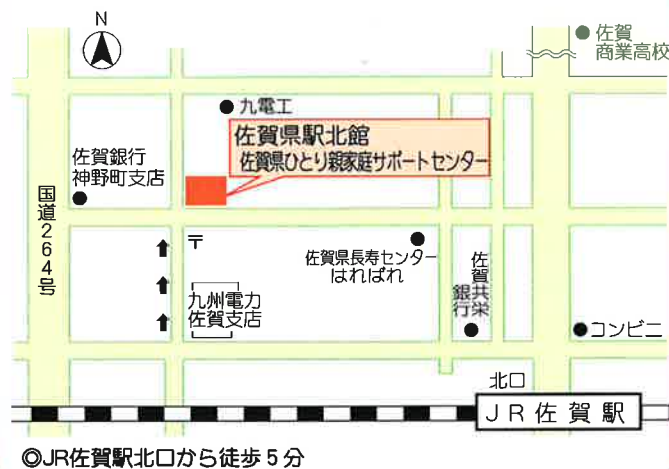 N
佐賀
商業高校
九電工
佐賀県駅北館
佐賀県ひとり親家庭サポートセンター
佐賀銀行
神野町支店
国道264号
〒
佐賀県長寿センター
はればれ
佐賀共栄
銀行
九州電力
佐賀支店
コンビニ
北口
JR佐賀駅
◎JR佐賀駅北口から徒歩5分